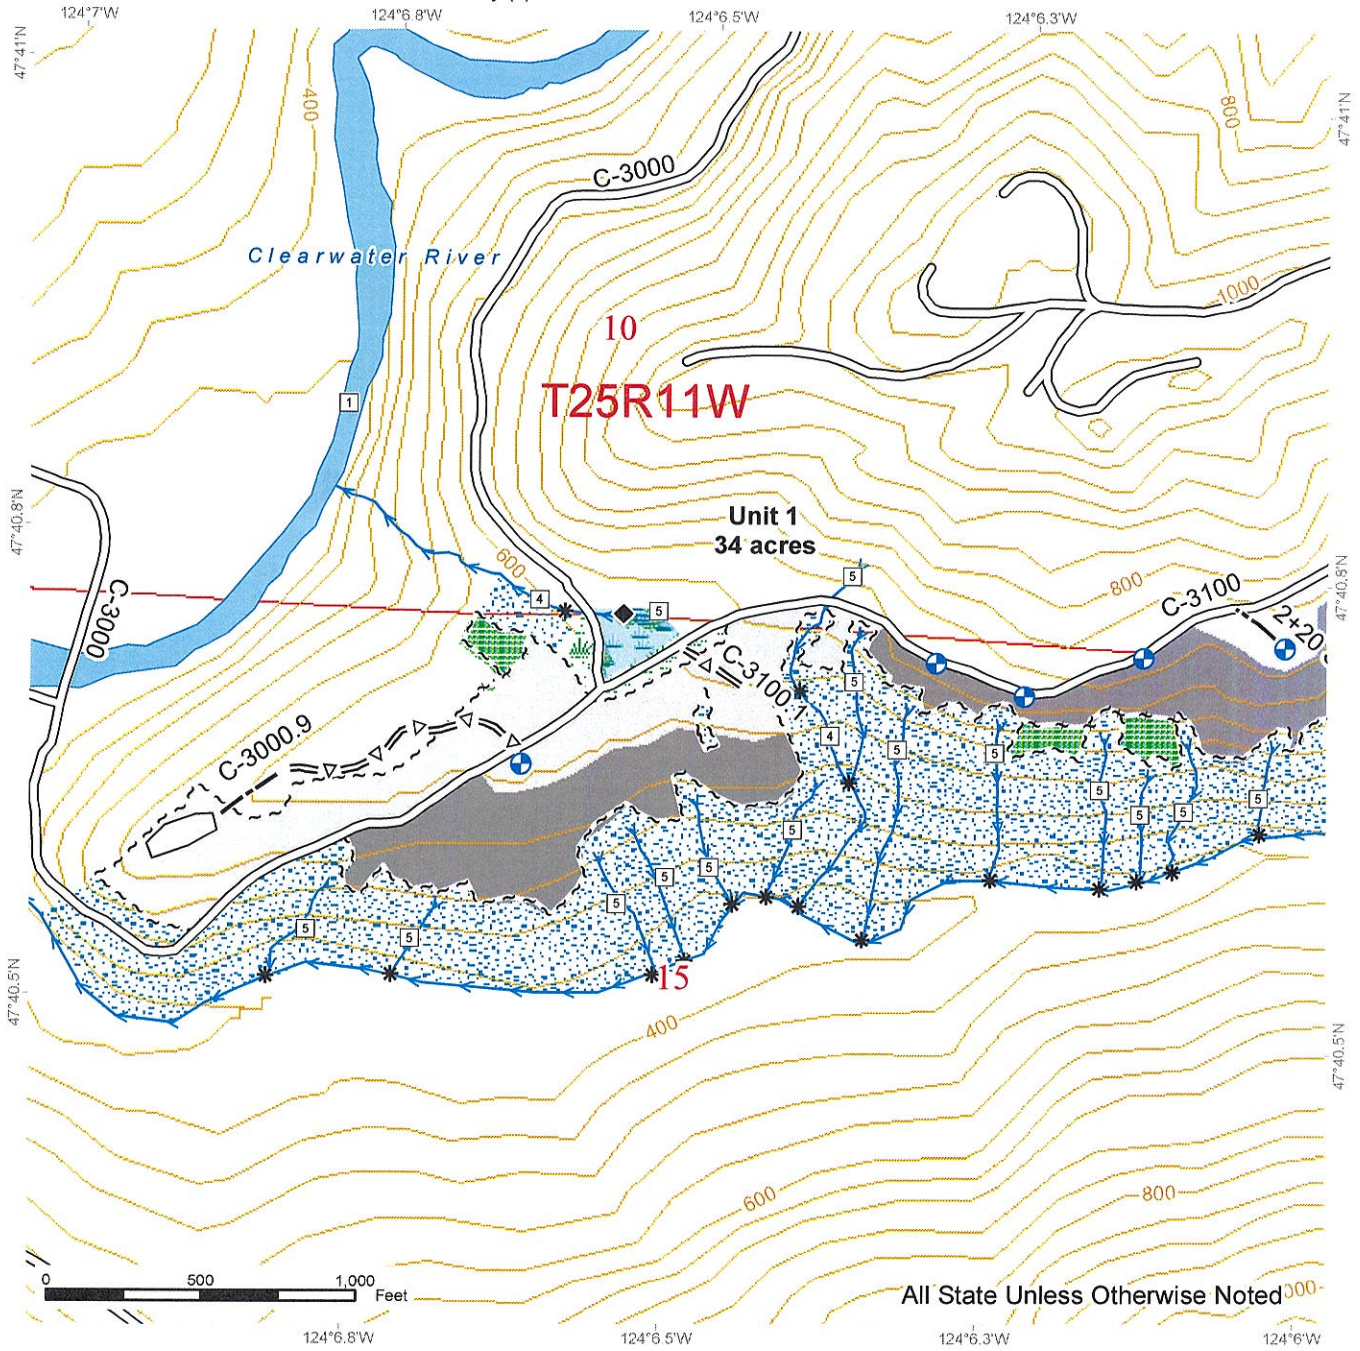 124°7'W
124°6.8'W
124°6.5'W
124°6.3'W
47°41'N
47°41'N
400
800
C-3000
Clearwater River
1000
10
T25R11W
1
47°40.8'N
47°40.8'N
Unit 1
34 acres
600
800
5
4
5
C-3100
2+20
C-3000
C-3100.1
5
4
5
5
C-3000.9
5
5
5
5
5
5
5
5
5
5
5
15
47°40.5'N
47°40.5'N
400
600
800
0 500 1,000
Feet
All State Unless Otherwise Noted
124°6.8'W
124°6.5'W
124°6.3'W
124°6'W